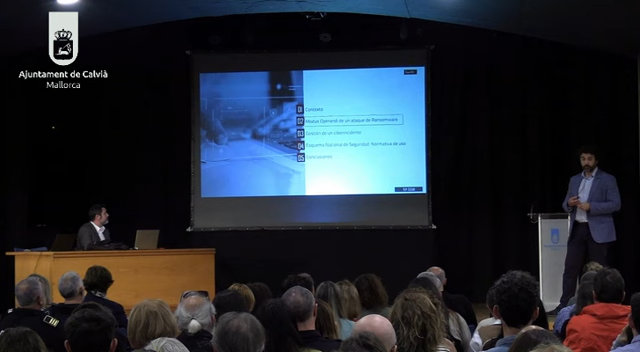 Ajuntament de Calvià
Mallorca
01 Contexto
02 Modus Operandi de un ataque de Ransomware
03 Gestión de un ciberincidente
04 Esquema Nacional de Seguridad. Normativa de uso
05 Conclusiones